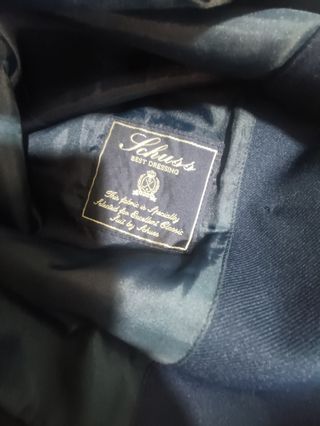 Schuss
BEST DRESSING
This fabric is Specially
Selected for Excellent Classic
Suit by Schuss